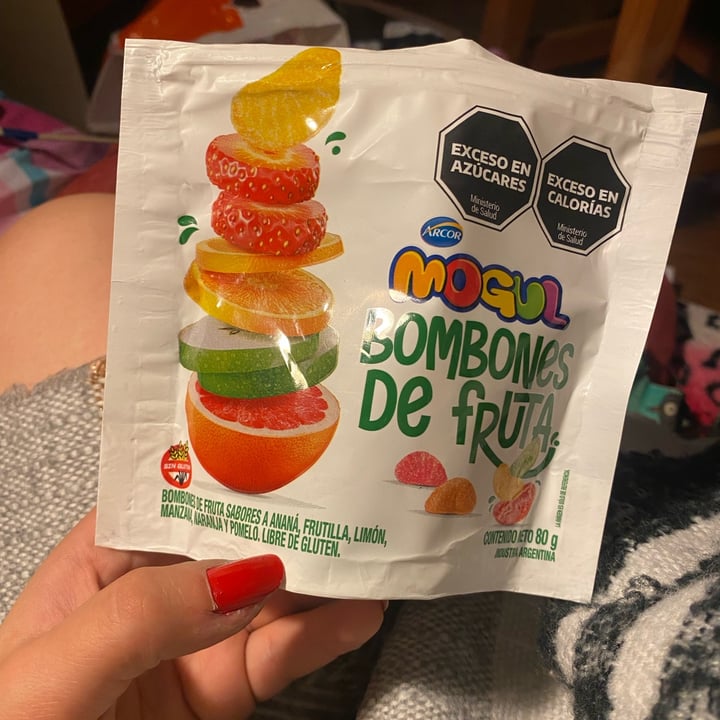 EXCESO EN
AZÚCARES
Ministerio
de Salud
EXCESO EN
CALORÍAS
Ministerio
de Salud
ARCOR
MOGUL
BOMBONES
DE FRUTA
SIN GLUTEN
BOMBONES DE FRUTA SABORES A ANANÁ, FRUTILLA, LIMÓN,
MANZANA, NARANJA Y POMELO. LIBRE DE GLUTEN.
CONTENIDO NETO 80 g
INDUSTRIA ARGENTINA